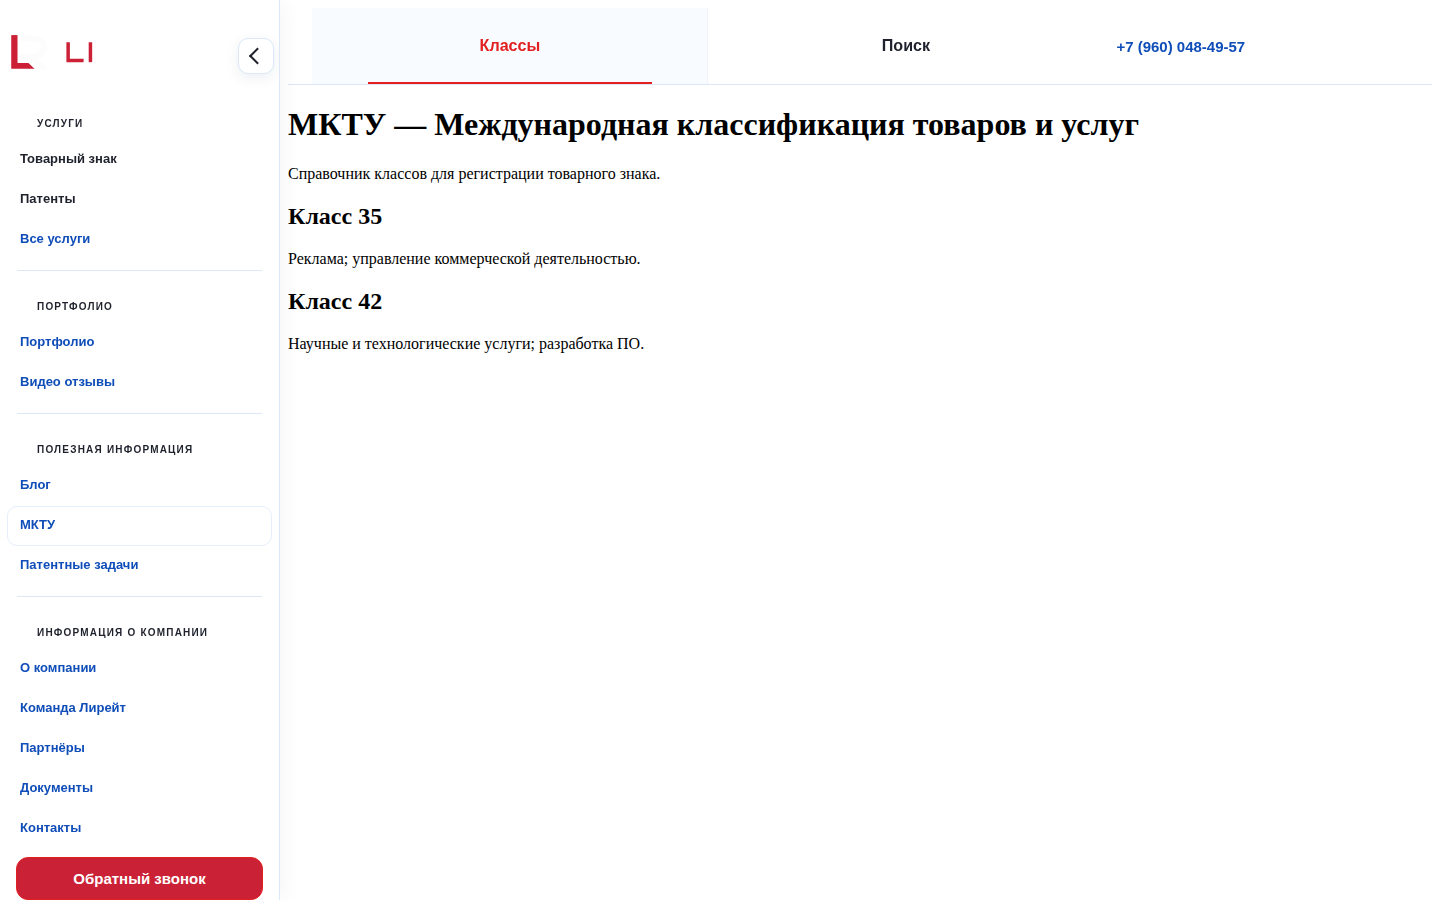 LI
УСЛУГИ
Товарный знак
Патенты
Все услуги
ПОРТФОЛИО
Портфолио
Видео отзывы
ПОЛЕЗНАЯ ИНФОРМАЦИЯ
Блог
МКТУ
Патентные задачи
ИНФОРМАЦИЯ О КОМПАНИИ
О компании
Команда Лирейт
Партнёры
Документы
Контакты
Обратный звонок
Классы
Поиск
+7 (960) 048-49-57
МКТУ — Международная классификация товаров и услуг
Справочник классов для регистрации товарного знака.
Класс 35
Реклама; управление коммерческой деятельностью.
Класс 42
Научные и технологические услуги; разработка ПО.